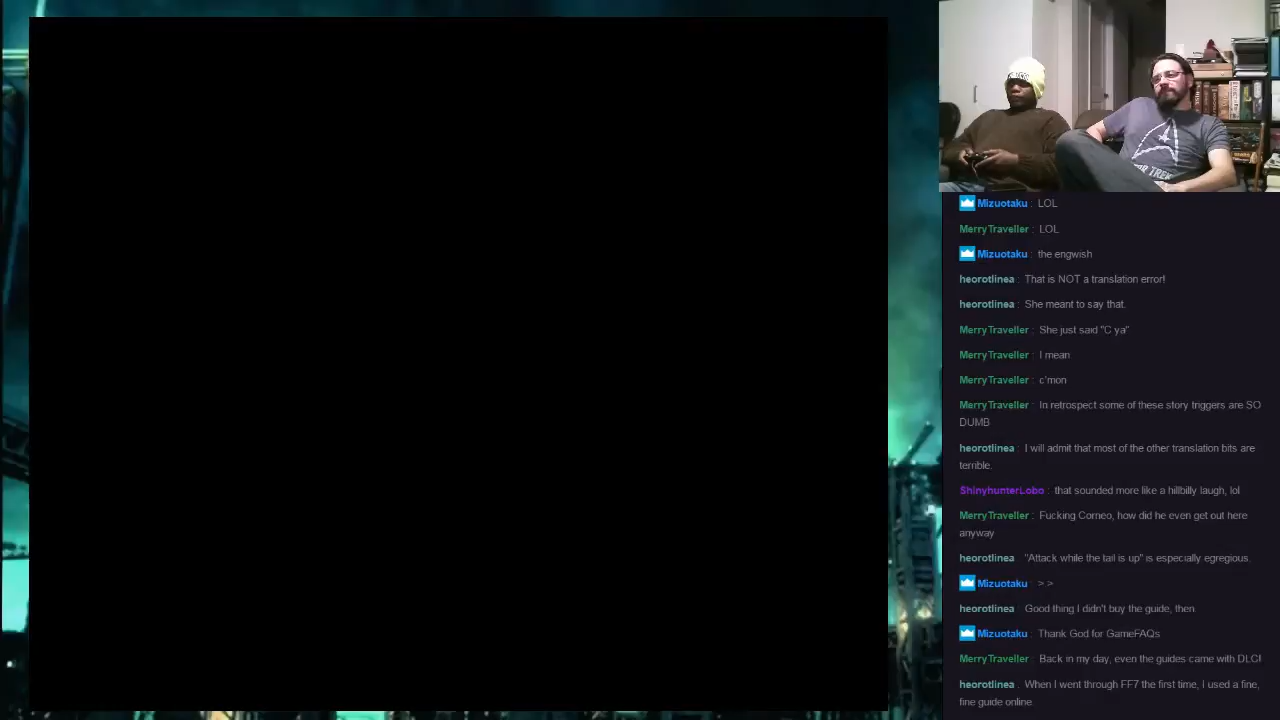 TREK
Mizuotaku : LOL
MerryTraveller : LOL
Mizuotaku : the engwish
heorotlinea : That is NOT a translation error!
heorotlinea : She meant to say that.
MerryTraveller : She just said "C ya"
MerryTraveller : I mean
MerryTraveller : c'mon
MerryTraveller : In retrospect some of these story triggers are SO
DUMB
heorotlinea : I will admit that most of the other translation bits are
terrible.
ShinyhunterLobo : that sounded more like a hillbilly laugh, lol
MerryTraveller : Fucking Corneo, how did he even get out here
anyway
heorotlinea : "Attack while the tail is up" is especially egregious.
Mizuotaku : > >
heorotlinea : Good thing I didn't buy the guide, then.
Mizuotaku : Thank God for GameFAQs
MerryTraveller : Back in my day, even the guides came with DLC!
heorotlinea : When I went through FF7 the first time, I used a fine,
fine guide online.